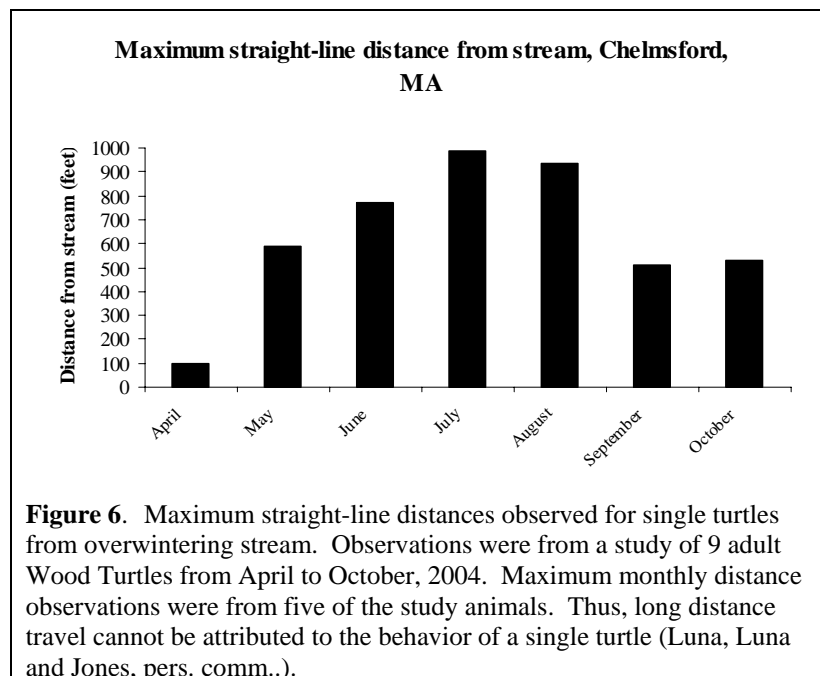 Maximum straight-line distance from stream, Chelmsford,
MA
Distance from stream (feet)
1000
900
800
700
600
500
400
300
200
100
0
April
May
June
July
August
September
October
Figure 6. Maximum straight-line distances observed for single turtles
from overwintering stream. Observations were from a study of 9 adult
Wood Turtles from April to October, 2004. Maximum monthly distance
observations were from five of the study animals. Thus, long distance
travel cannot be attributed to the behavior of a single turtle (Luna, Luna
and Jones, pers. comm..).